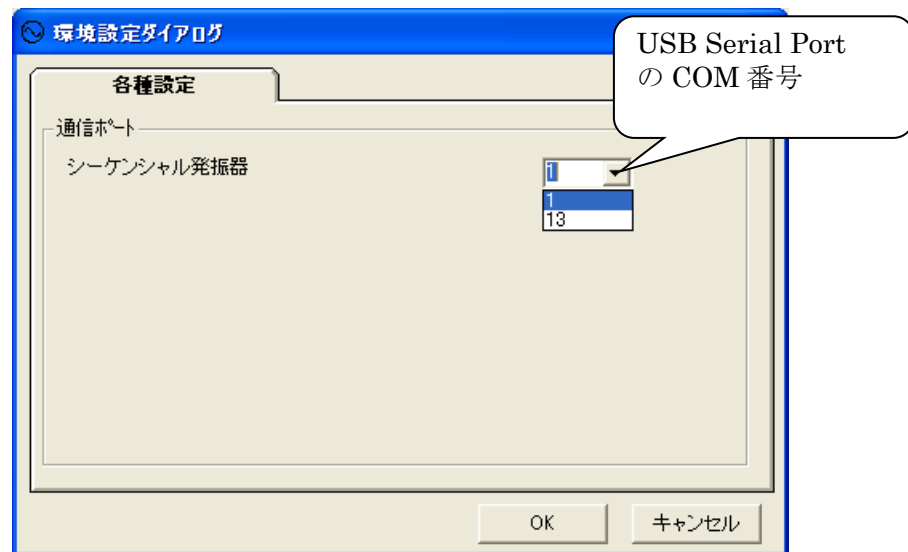 環境設定ダイアログ
USB Serial Port
の COM 番号
各種設定
通信ポート
シーケンシャル発振器
1
1
13
OK
キャンセル